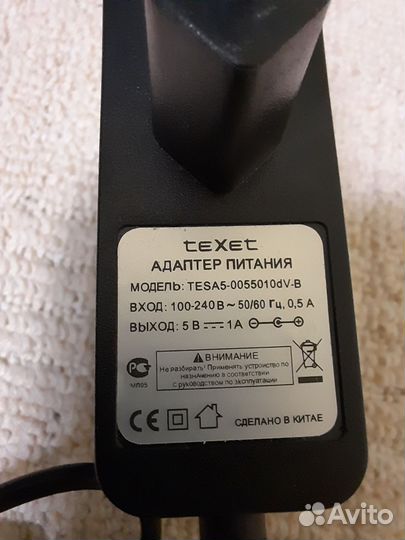 teXet
АДАПТЕР ПИТАНИЯ
МОДЕЛЬ: TESA5-0055010dV-B
ВХОД: 100-240 В ~ 50/60 Гц, 0,5 А
ВЫХОД: 5 В ⎓ 1А
ВНИМАНИЕ
Не разбирать! Применять устройство по
назначению в соответствии
с руководством по эксплуатации
МЛ05
CE
СДЕЛАНО В КИТАЕ
Avito